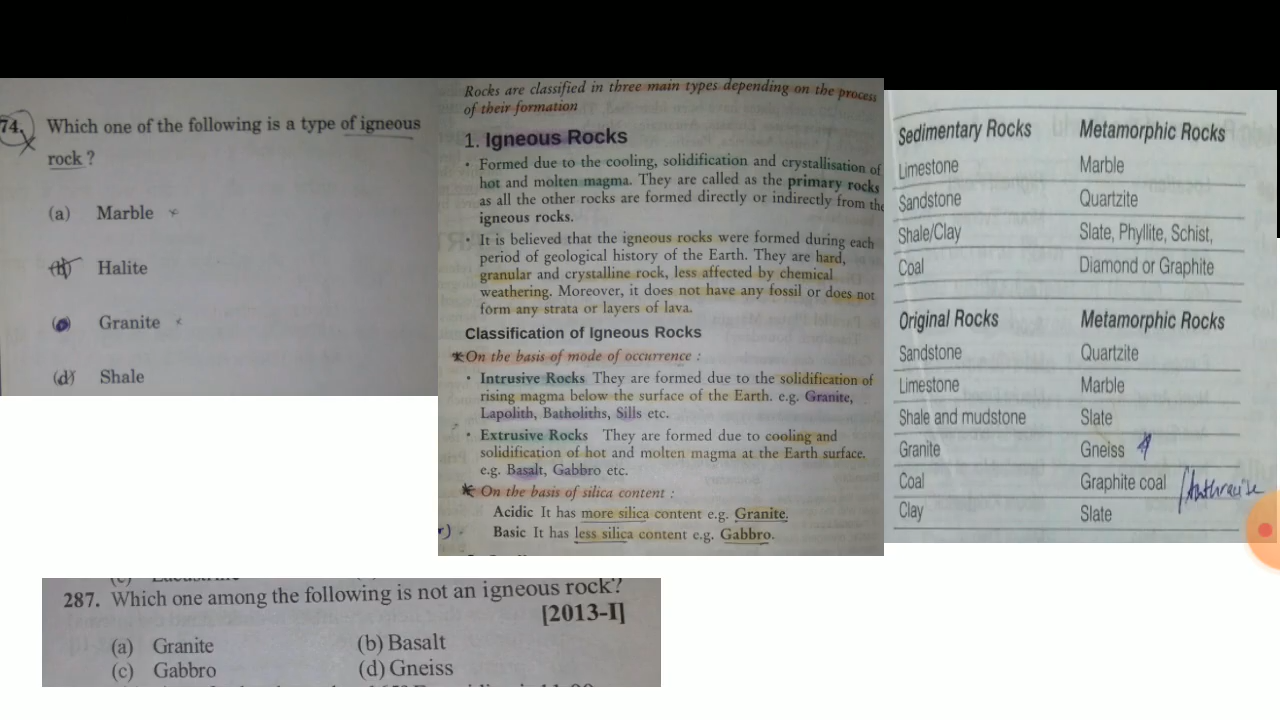 74. Which one of the following is a type of igneous
rock ?
(a) Marble
(b) Halite
(c) Granite
(d) Shale
Rocks are classified in three main types depending on the process
of their formation
1. Igneous Rocks
• Formed due to the cooling, solidification and crystallisation of
hot and molten magma. They are called as the primary rocks
as all the other rocks are formed directly or indirectly from the
igneous rocks.
• It is believed that the igneous rocks were formed during each
period of geological history of the Earth. They are hard,
granular and crystalline rock, less affected by chemical
weathering. Moreover, it does not have any fossil or does not
form any strata or layers of lava.
Classification of Igneous Rocks
On the basis of mode of occurrence :
• Intrusive Rocks They are formed due to the solidification of
rising magma below the surface of the Earth. e.g. Granite,
Lapolith, Batholiths, Sills etc.
• Extrusive Rocks They are formed due to cooling and
solidification of hot and molten magma at the Earth surface.
e.g. Basalt, Gabbro etc.
On the basis of silica content :
Acidic It has more silica content e.g. Granite.
Basic It has less silica content e.g. Gabbro.
Sedimentary Rocks Metamorphic Rocks
Limestone Marble
Sandstone Quartzite
Shale/Clay Slate, Phyllite, Schist,
Coal Diamond or Graphite
Original Rocks Metamorphic Rocks
Sandstone Quartzite
Limestone Marble
Shale and mudstone Slate
Granite Gneiss
Coal Graphite coal
Clay Slate
287. Which one among the following is not an igneous rock?
[2013-I]
(a) Granite (b) Basalt
(c) Gabbro (d) Gneiss